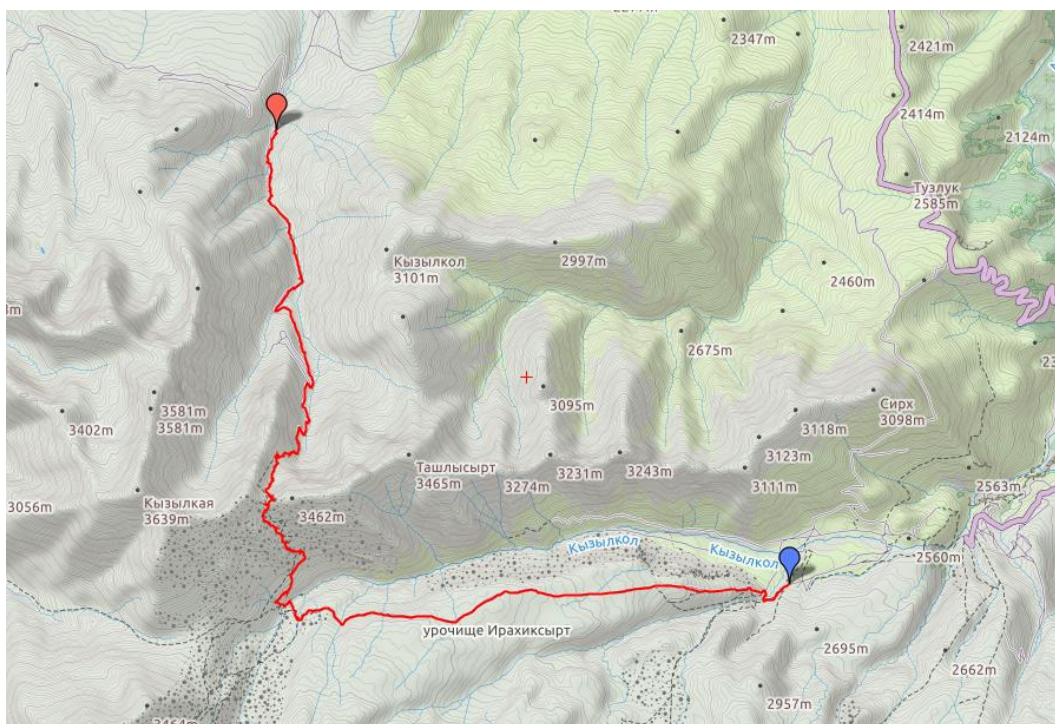 2347m
2421m
2414m
2124m
Тузлук
2585m
Кызылкол
3101m
2997m
2460m
2675m
3095m
3581m
3581m
3402m
Сирх
3098m
3118m
3123m
3111m
3243m
3231m
3274m
Ташлысырт
3465m
3462m
Кызылкая
3639m
3056m
2563m
2560m
Кызылкол
Кызылкол
урочище Ирахиксырт
2695m
2662m
2957m